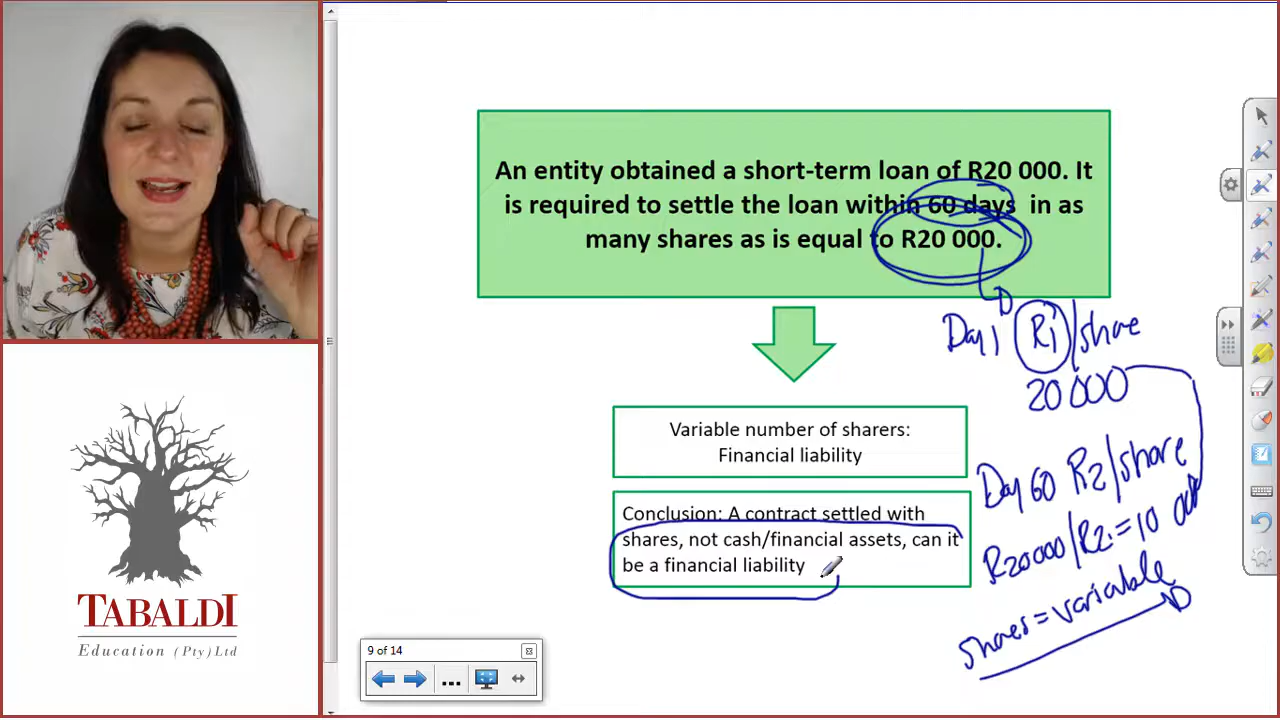 An entity obtained a short-term loan of R20 000. It
is required to settle the loan within 60 days in as
many shares as is equal to R20 000.
Day 1 R1/share
20 000
Variable number of sharers:
Financial liability
Day 60 R2/share
Conclusion: A contract settled with
shares, not cash/financial assets, can it
be a financial liability
R20000/R2.=10 000
shares = variable
TABALDI
Education (Pty) Ltd
9 of 14
...